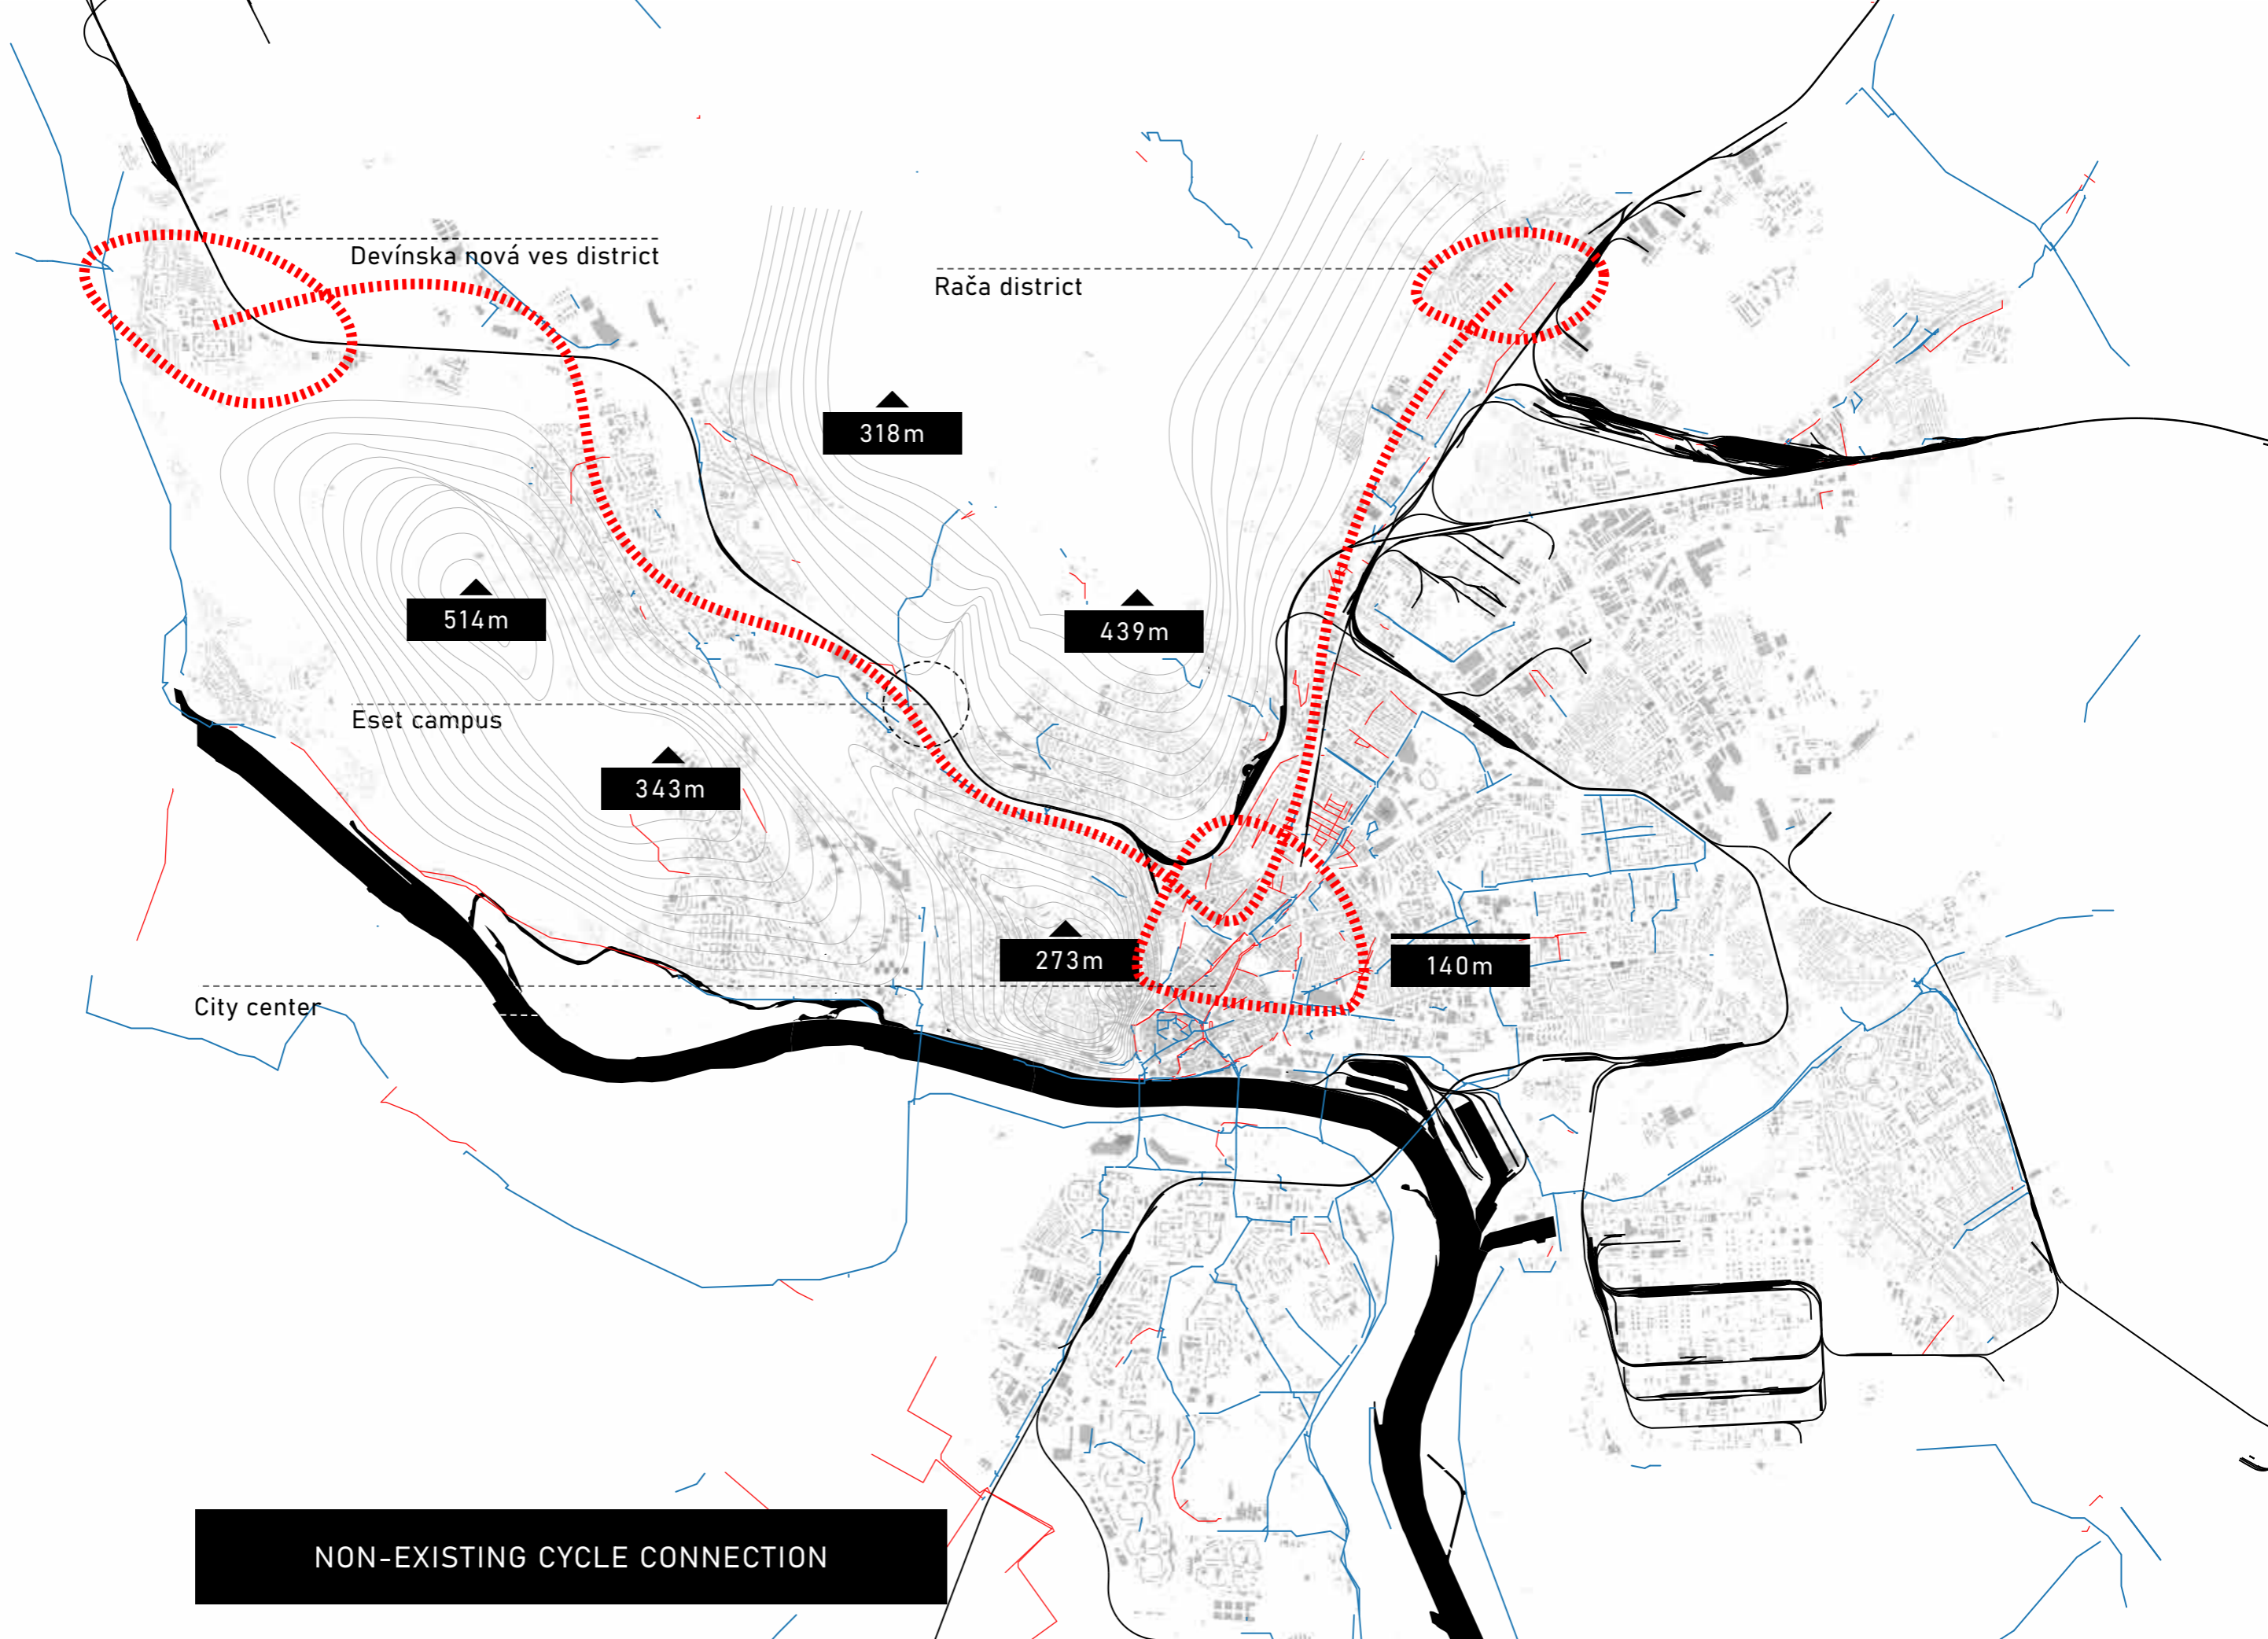 Devínska nová ves district
Rača district
318m
514m
439m
Eset campus
343m
273m
140m
City center
NON-EXISTING CYCLE CONNECTION